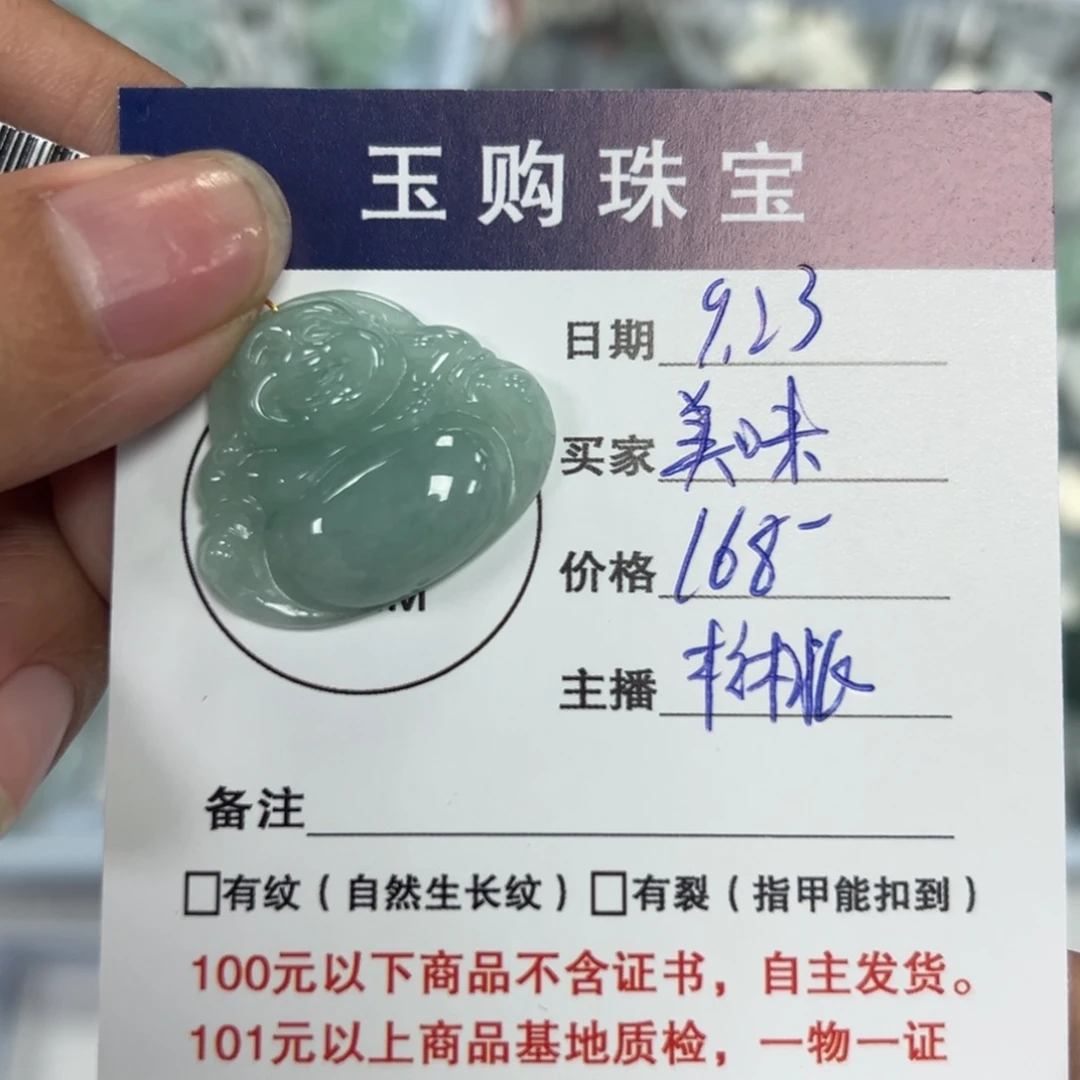 玉购珠宝
日期 9.23
买家 美味
价格 168-
主播
备注
□有纹（自然生长纹）□有裂（指甲能扣到）
100元以下商品不含证书，自主发货。
101元以上商品基地质检，一物一证